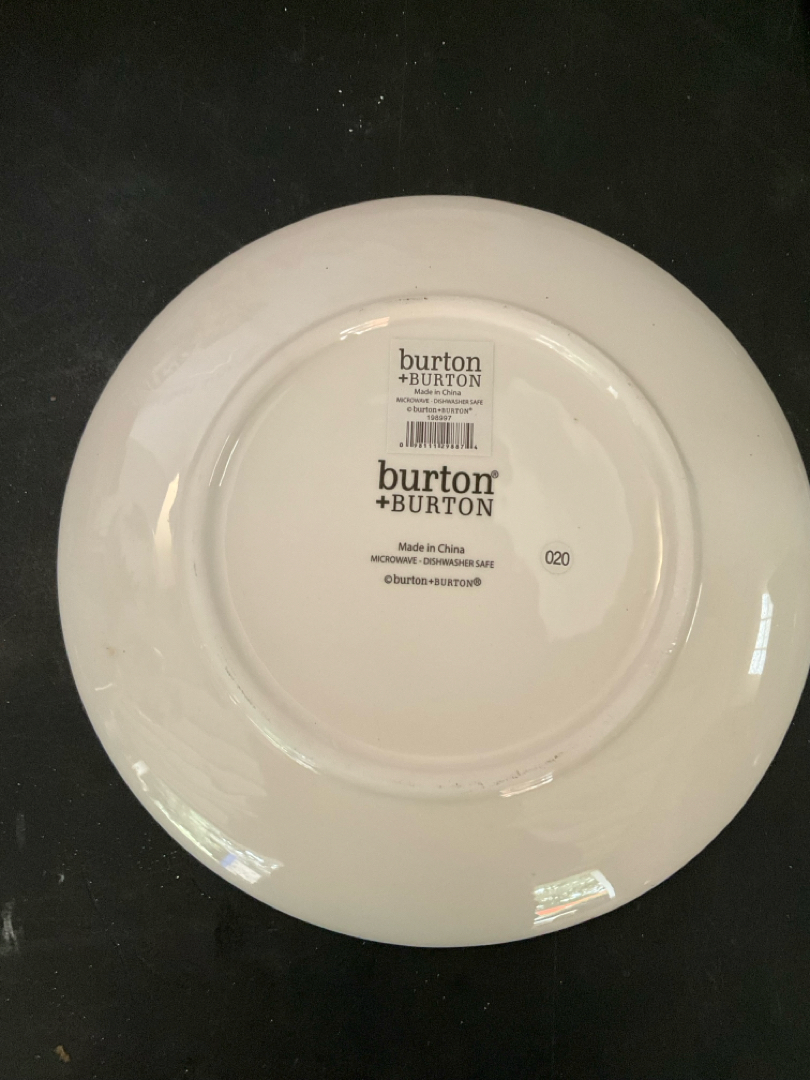 burton
+BURTON
Made in China
MICROWAVE - DISHWASHER SAFE
© burton+BURTON®
198997
burton®
+BURTON
Made in China
MICROWAVE - DISHWASHER SAFE
020
©burton+BURTON®